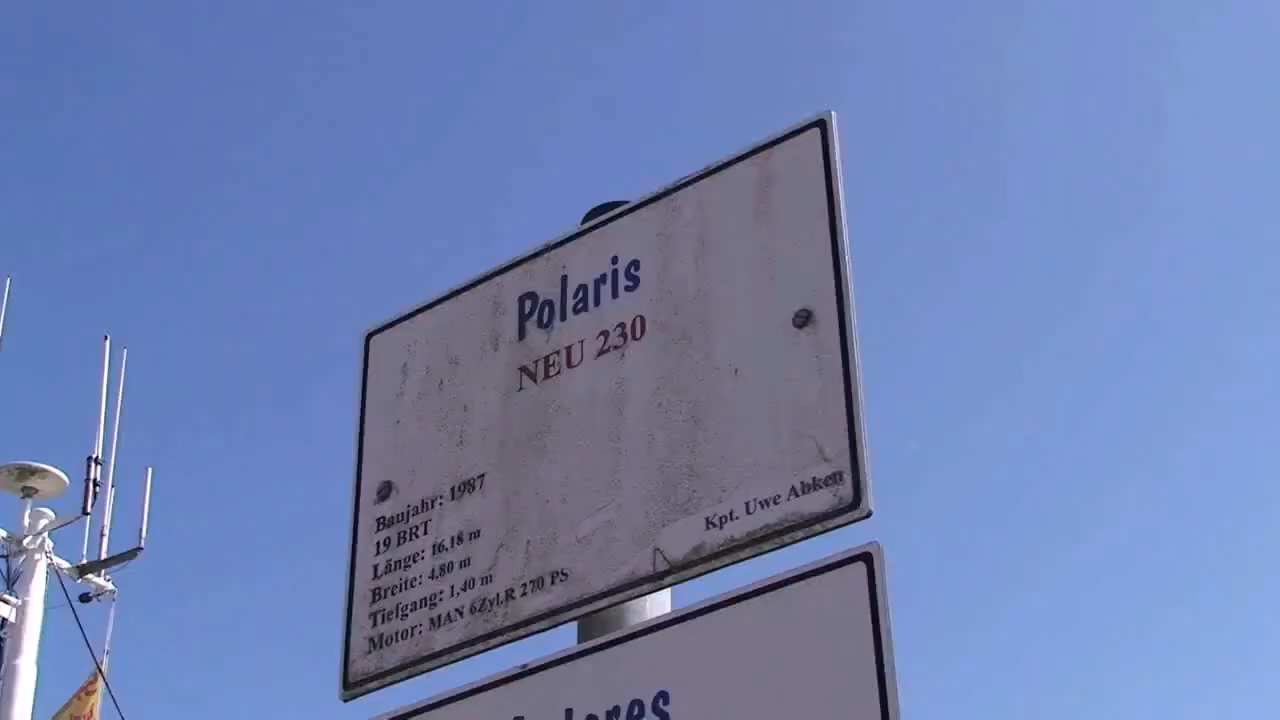 Polaris
NEU 230
Baujahr: 1987
19 BRT
Länge: 16,18 m
Breite: 4,80 m
Tiefgang: 1,40 m
Motor: MAN 6Zyl.R 270 PS
Kpt. Uwe Abken